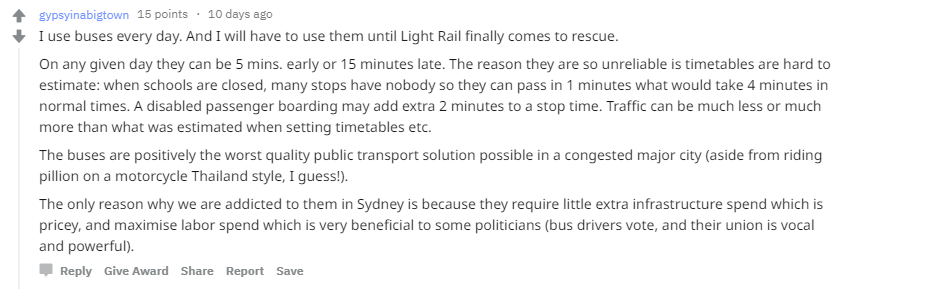 gypsyinabigtown 15 points · 10 days ago
I use buses every day. And I will have to use them until Light Rail finally comes to rescue.
On any given day they can be 5 mins. early or 15 minutes late. The reason they are so unreliable is timetables are hard to
estimate: when schools are closed, many stops have nobody so they can pass in 1 minutes what would take 4 minutes in
normal times. A disabled passenger boarding may add extra 2 minutes to a stop time. Traffic can be much less or much
more than what was estimated when setting timetables etc.
The buses are positively the worst quality public transport solution possible in a congested major city (aside from riding
pillion on a motorcycle Thailand style, I guess!).
The only reason why we are addicted to them in Sydney is because they require little extra infrastructure spend which is
pricey, and maximise labor spend which is very beneficial to some politicians (bus drivers vote, and their union is vocal
and powerful).
Reply Give Award Share Report Save